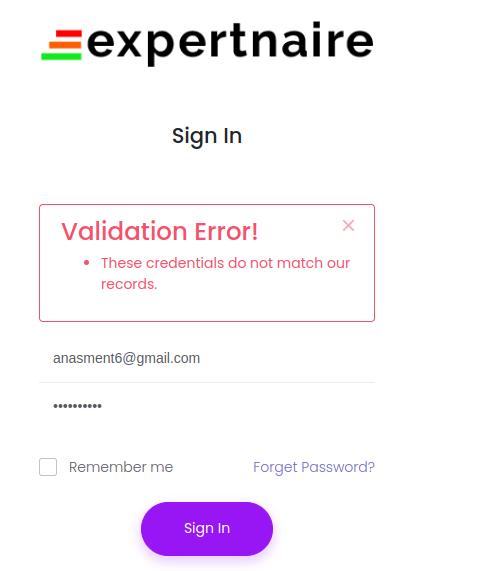 expertnaire
Sign In
Validation Error!
×
• These credentials do not match our
records.
anasment6@gmail.com
••••••••••
Remember me
Forget Password?
Sign In